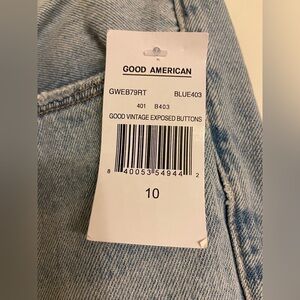 GOOD AMERICAN
GWEB79RT BLUE403
401 B403
GOOD VINTAGE EXPOSED BUTTONS
8 40053 54944 2
10